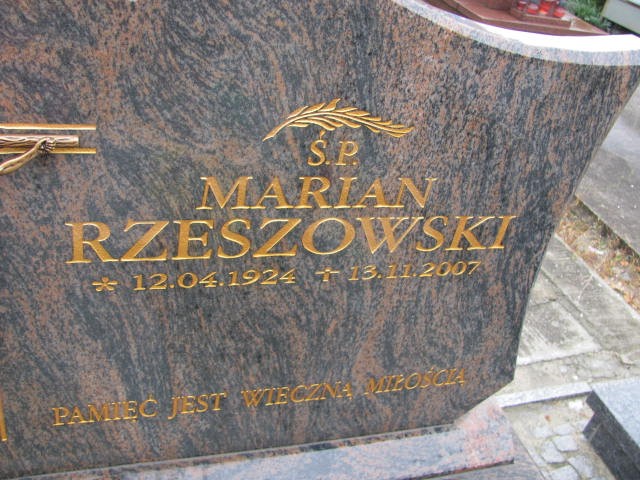 Ś.P.
MARIAN
RZESZOWSKI
* 12.04.1924 ✝ 13.11.2007
PAMIĘĆ JEST WIECZNĄ MIŁOŚCIĄ